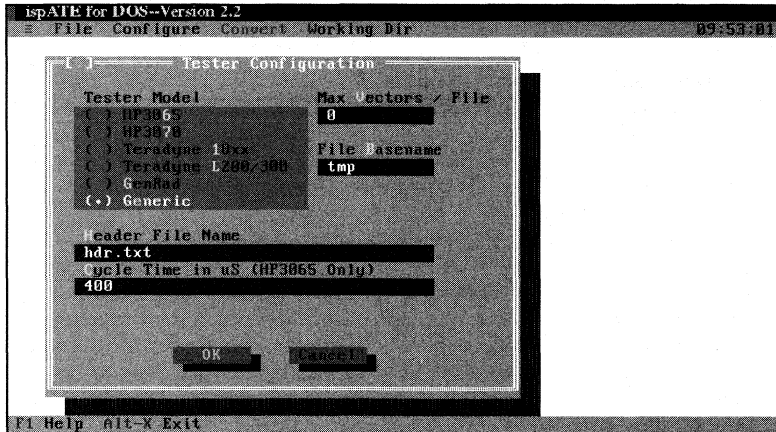 ispATE for DOS--Version 2.2
≡ File Configure Convert Working Dir 09:53:01
[ ] Tester Configuration
Tester Model Max Vectors / File
( ) HP3065 0
( ) HP3070
( ) Teradyne 10xx File Basename
( ) Teradyne L200/300 tmp
( ) GenRad
(•) Generic
Header File Name
hdr.txt
Cycle Time in uS (HP3065 Only)
400
OK Cancel
F1 Help Alt-X Exit